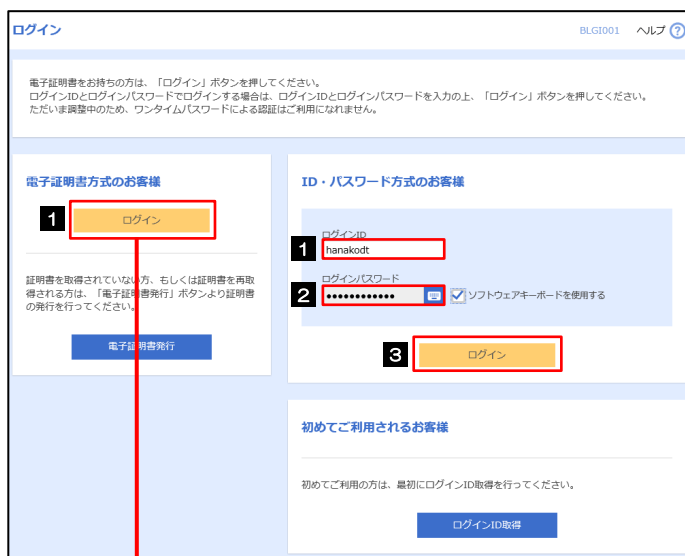 ログイン
BLGI001 ヘルプ ?
電子証明書をお持ちの方は、「ログイン」ボタンを押してください。
ログインIDとログインパスワードでログインする場合は、ログインIDとログインパスワードを入力の上、「ログイン」ボタンを押してください。
ただいま調整中のため、ワンタイムパスワードによる認証はご利用になれません。
電子証明書方式のお客様
1 ログイン
証明書を取得されていない方、もしくは証明書を再取
得される方は、「電子証明書発行」ボタンより証明書
の発行を行ってください。
電子証明書発行
ID・パスワード方式のお客様
ログインID
1 hanakodt
ログインパスワード
2 ●●●●●●●●●●●● ソフトウェアキーボードを使用する
3 ログイン
初めてご利用されるお客様
初めてご利用の方は、最初にログインID取得を行ってください。
ログインID取得